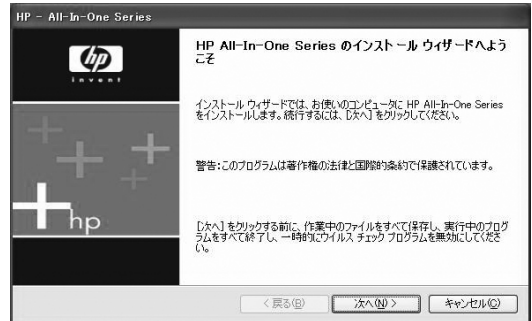 HP - All-In-One Series
hp
invent
hp
HP All-In-One Series のインストール ウィザードへよう
こそ
インストール ウィザードでは、お使いのコンピュータに HP All-In-One Series
をインストールします。続行するには、[次へ] をクリックしてください。
警告:このプログラムは著作権の法律と国際的条約で保護されています。
[次へ] をクリックする前に、作業中のファイルをすべて保存し、実行中のプログ
ラムをすべて終了し、一時的にウイルス チェック プログラムを無効にしてくださ
い。
< 戻る(B)
次へ(N) >
キャンセル(C)